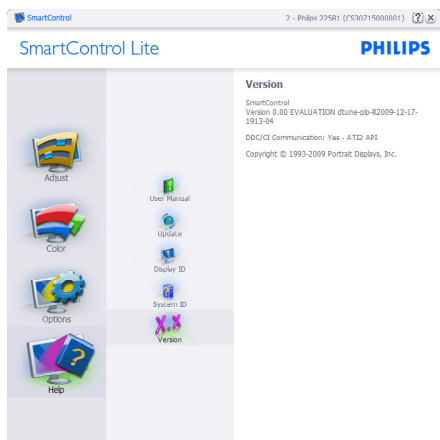 SmartControl
2 - Philips 225B1 (CS30715000001)
SmartControl Lite
PHILIPS
Adjust
Color
Options
Help
User Manual
Update
Display ID
System ID
X.X
Version
Version
SmartControl
Version 0.00 EVALUATION dtune-plp-R2009-12-17-
1913-04
DDC/CI Communication: Yes - ATI2 API
Copyright © 1993-2009 Portrait Displays, Inc.